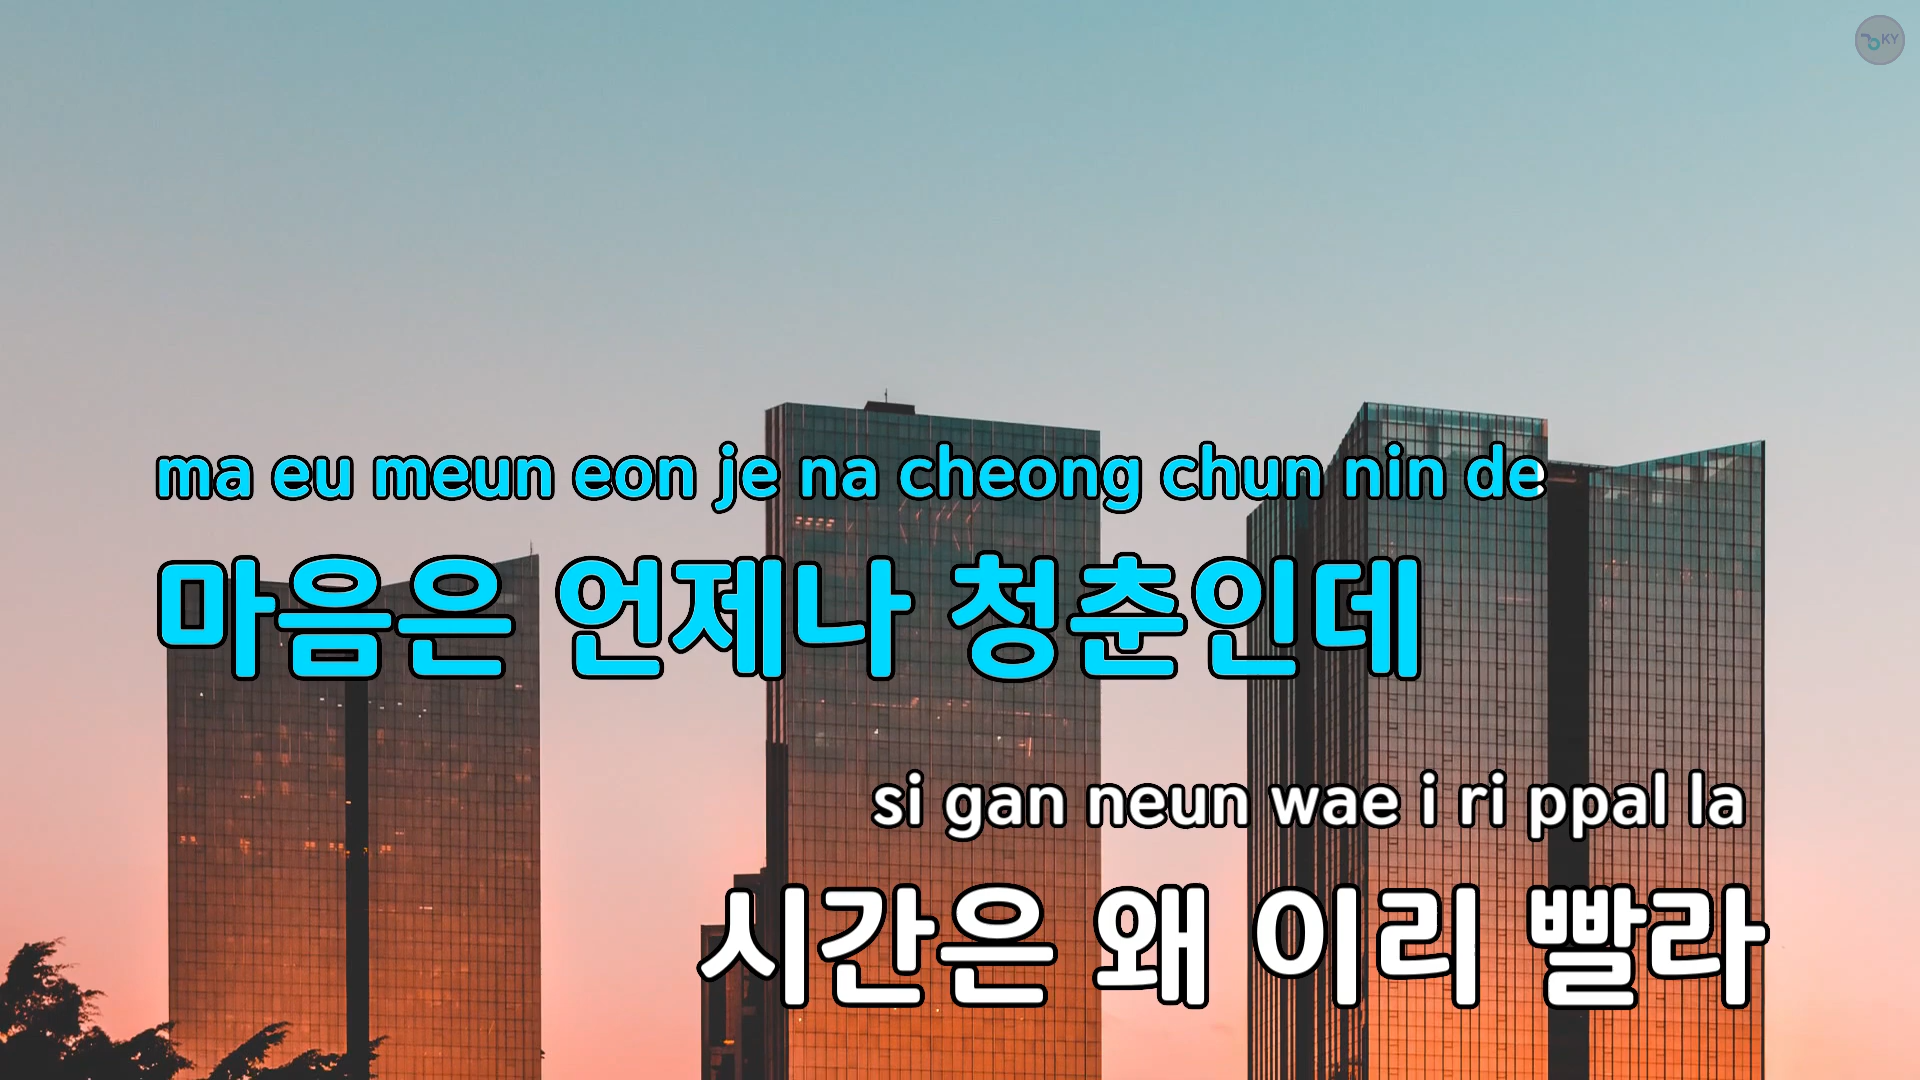 KY
ma eu meun eon je na cheong chun nin de
마음은 언제나 청춘인데
si gan neun wae i ri ppal la
시간은 왜 이리 빨라